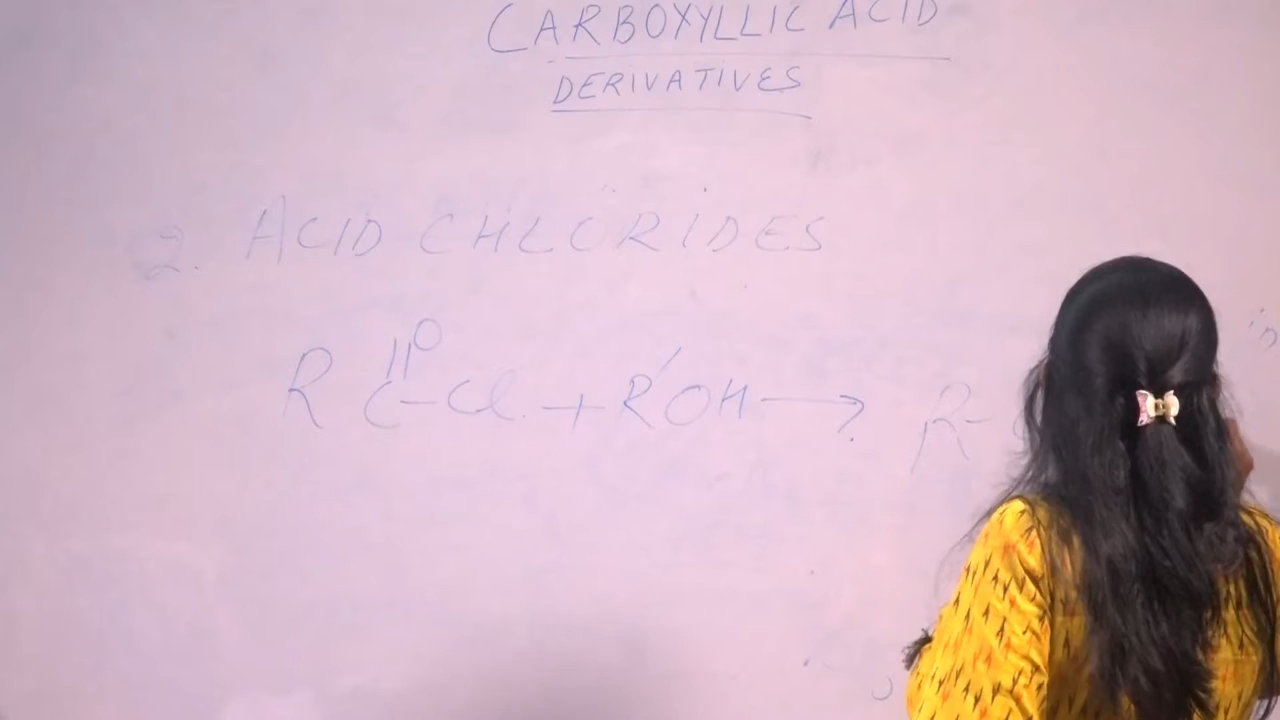 CARBOXYLLIC ACID
DERIVATIVES
2. ACID CHLORIDES
O
||
R C-Cl + R'OH → ? R-